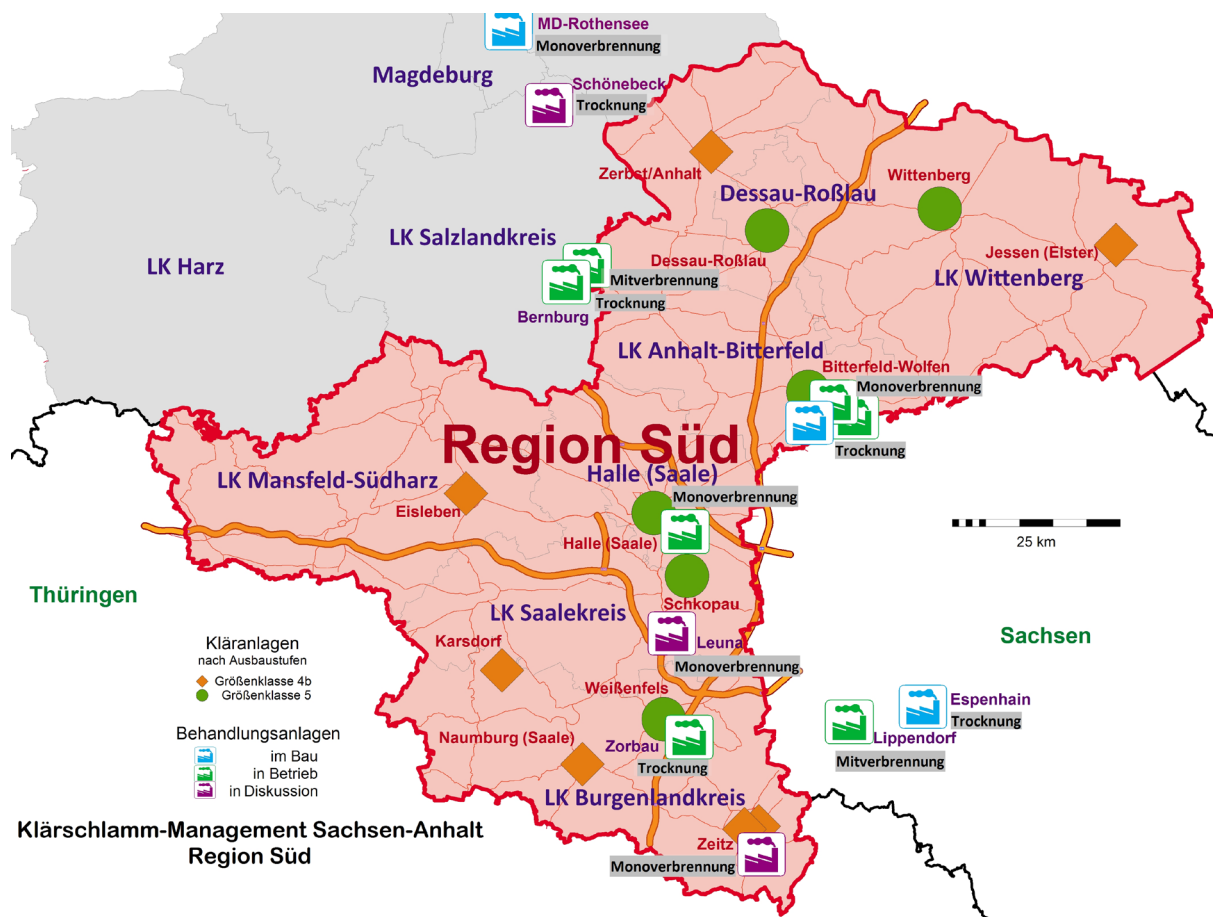 MD-Rothensee
Monoverbrennung
Magdeburg
Schönebeck
Trocknung
Zerbst/Anhalt
Dessau-Roßlau
Wittenberg
LK Salzlandkreis
LK Harz
Dessau-Roßlau
Jessen (Elster)
Mitverbrennung
LK Wittenberg
Trocknung
Bernburg
LK Anhalt-Bitterfeld
Bitterfeld-Wolfen
Monoverbrennung
Region Süd
Trocknung
Halle (Saale)
LK Mansfeld-Südharz
Monoverbrennung
Eisleben
Halle (Saale)
25 km
Thüringen
Schkopau
LK Saalekreis
Sachsen
Karsdorf
Leuna
Monoverbrennung
Kläranlagen
nach Ausbaustufen
Größenklasse 4b
Größenklasse 5
Weißenfels
Espenhain
Trocknung
Naumburg (Saale)
Zorbau
Lippendorf
Trocknung
Mitverbrennung
Behandlungsanlagen
im Bau
in Betrieb
in Diskussion
LK Burgenlandkreis
Zeitz
Monoverbrennung
Klärschlamm-Management Sachsen-Anhalt
Region Süd